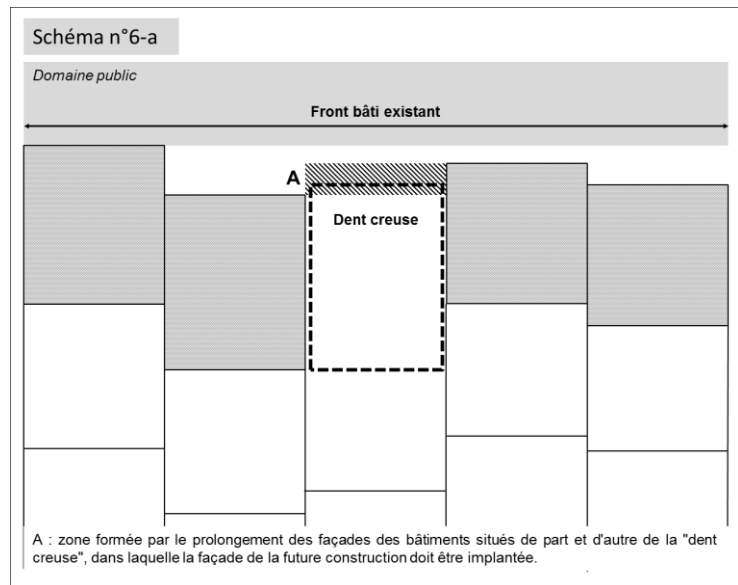 Schéma n°6-a
Domaine public
Front bâti existant
A
Dent creuse
A : zone formée par le prolongement des façades des bâtiments situés de part et d'autre de la "dent
creuse", dans laquelle la façade de la future construction doit être implantée.